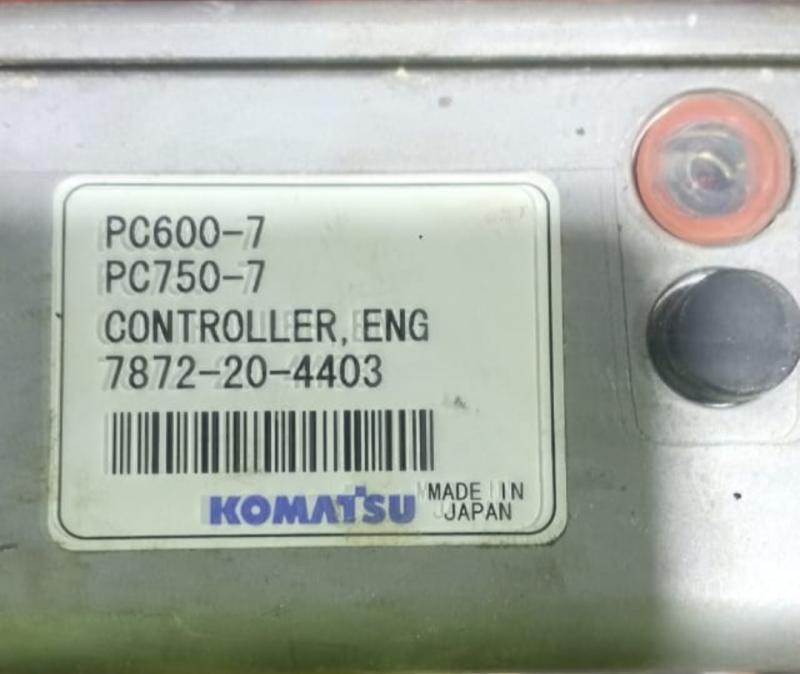 PC600-7
PC750-7
CONTROLLER, ENG
7872-20-4403
KOMATSU
MADE IN
JAPAN